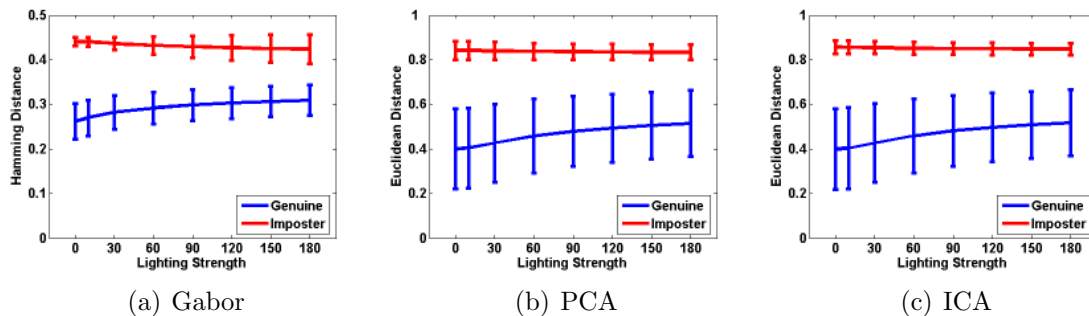 0.5
0.4
0.3
0.2
0.1
0
Hamming Distance
0 30 60 90 120 150 180
Lighting Strength
Genuine
Imposter
(a) Gabor
1
0.8
0.6
0.4
0.2
0
Euclidean Distance
0 30 60 90 120 150 180
Lighting Strength
Genuine
Imposter
(b) PCA
1
0.8
0.6
0.4
0.2
0
Euclidean Distance
0 30 60 90 120 150 180
Lighting Strength
Genuine
Imposter
(c) ICA